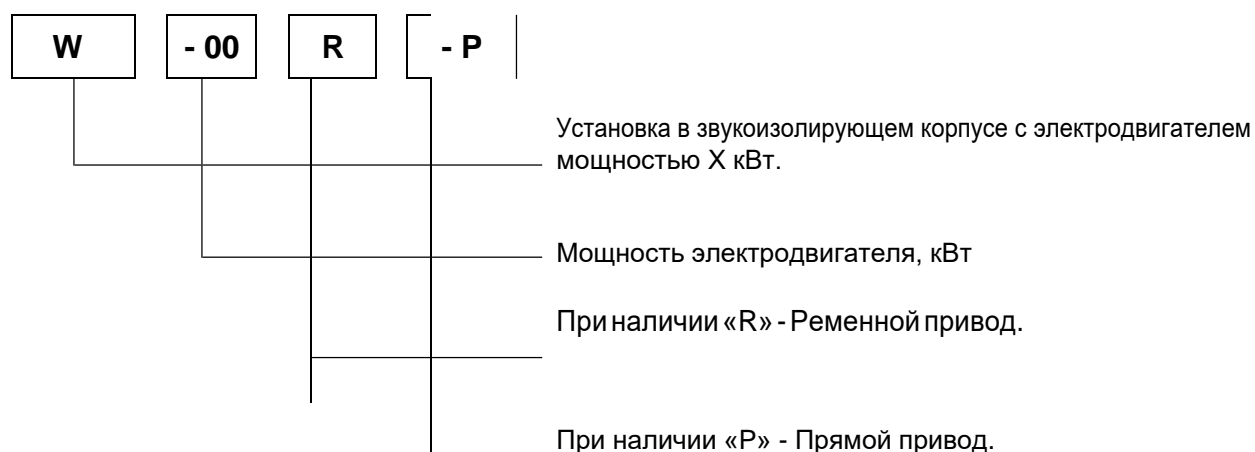 W - 00 R - P
Установка в звукоизолирующем корпусе с электродвигателем
мощностью X кВт.
Мощность электродвигателя, кВт
При наличии «R» - Ременной привод.
При наличии «P» - Прямой привод.